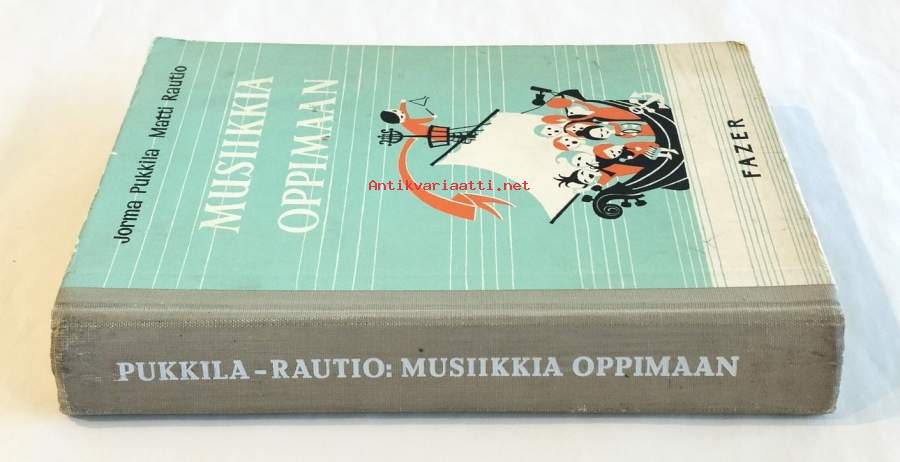 Jorma Pukkila - Matti Rautio
MUSIIKKIA
OPPIMAAN
FAZER
Antikvariaatti.net
PUKKILA-RAUTIO: MUSIIKKIA OPPIMAAN